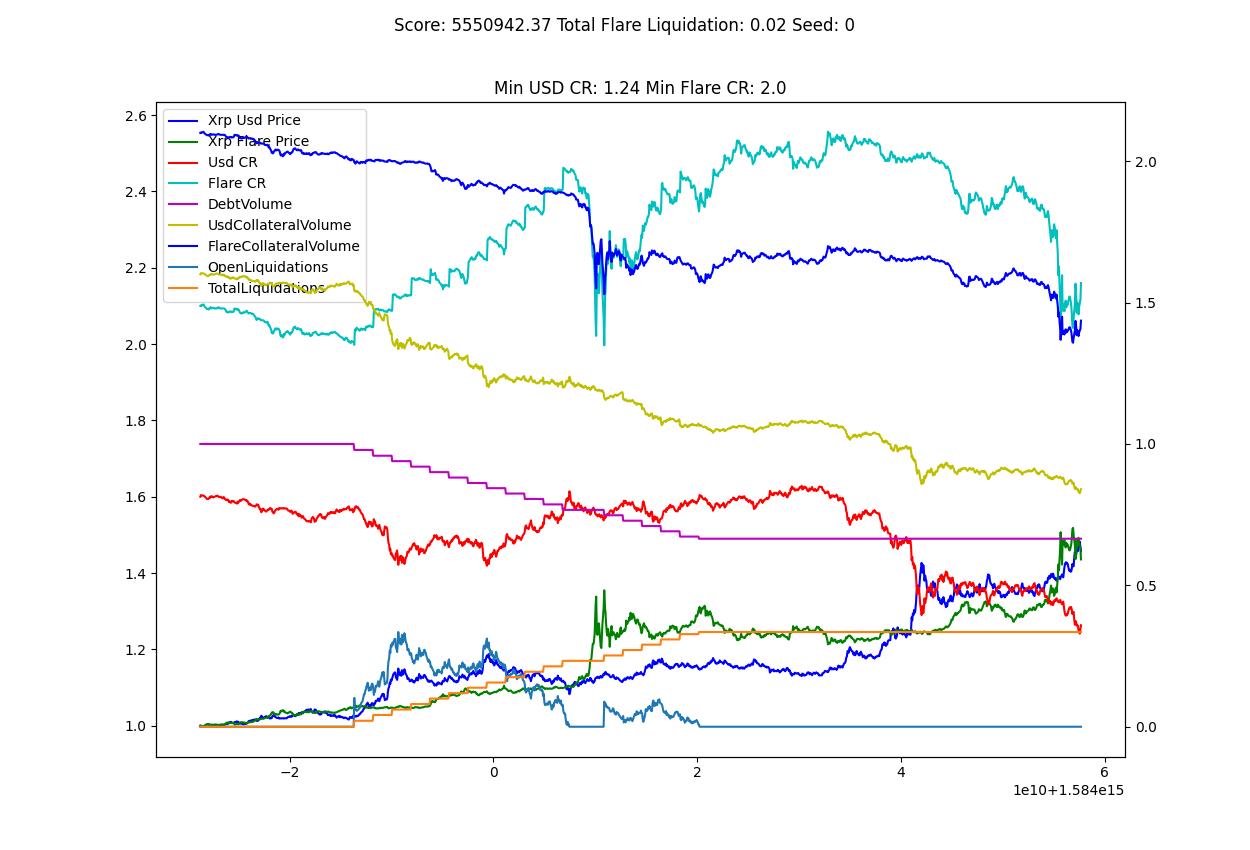 Score: 5550942.37 Total Flare Liquidation: 0.02 Seed: 0
Min USD CR: 1.24 Min Flare CR: 2.0
Xrp Usd Price
Xrp Flare Price
Usd CR
Flare CR
DebtVolume
UsdCollateralVolume
FlareCollateralVolume
OpenLiquidations
TotalLiquidations
2.6
2.4
2.2
2.0
1.8
1.6
1.4
1.2
1.0
2.0
1.5
1.0
0.5
0.0
−2 0 2 4 6
1e10+1.584e15